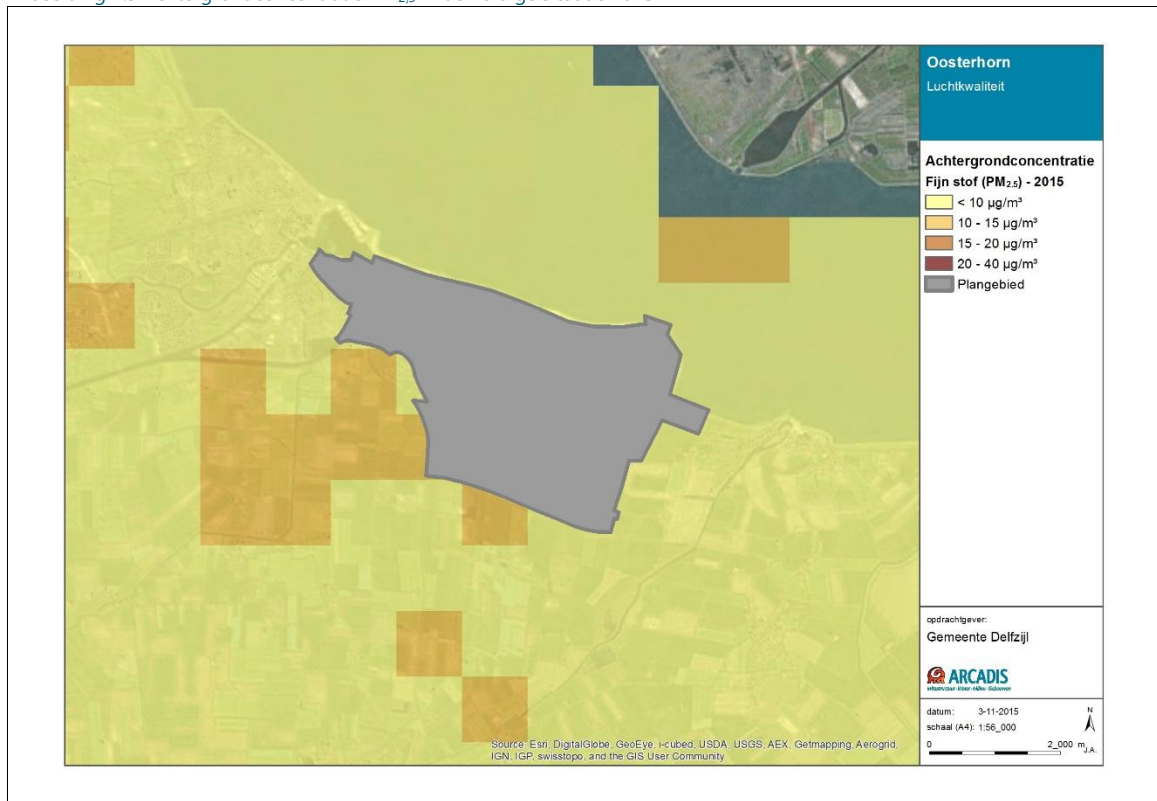 Oosterhorn
Luchtkwaliteit
Achtergrondconcentratie
Fijn stof (PM2.5) - 2015
< 10 µg/m³
10 - 15 µg/m³
15 - 20 µg/m³
20 - 40 µg/m³
Plangebied
opdrachtgever:
Gemeente Delfzijl
ARCADIS
datum: 3-11-2015
schaal (A4): 1:56_000
N
0 2_000 m
J.A.
Source: Esri, DigitalGlobe, GeoEye, i-cubed, USDA, USGS, AEX, Getmapping, Aerogrid,
IGN, IGP, swisstopo, and the GIS User Community